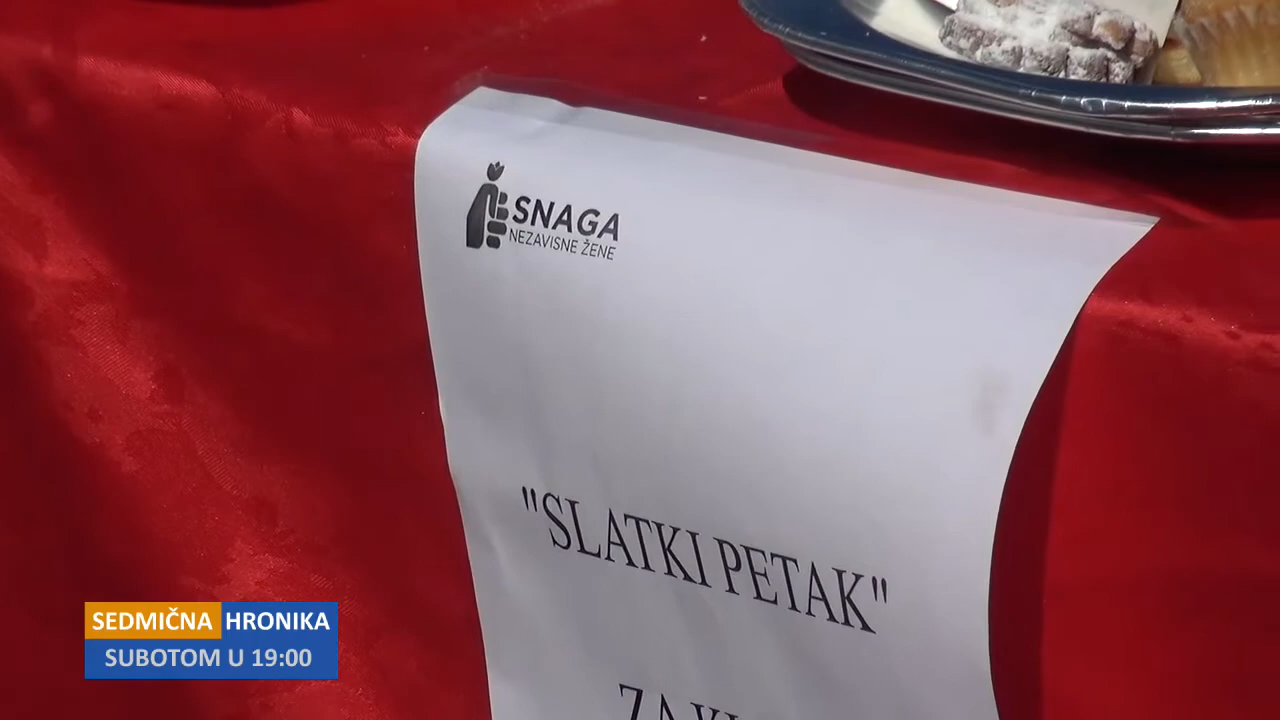 SNAGA
NEZAVISNE ŽENE
"SLATKI PETAK"
SEDMIČNA HRONIKA
SUBOTOM U 19:00